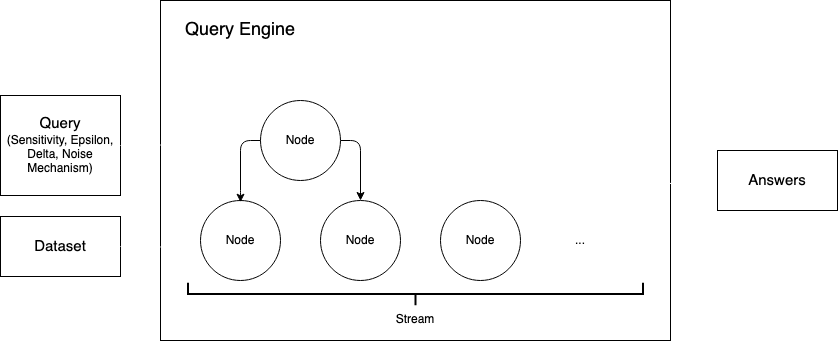 Query Engine
Query
(Sensitivity, Epsilon,
Delta, Noise
Mechanism)
Dataset
Node
Node
Node
Node
...
Stream
Answers